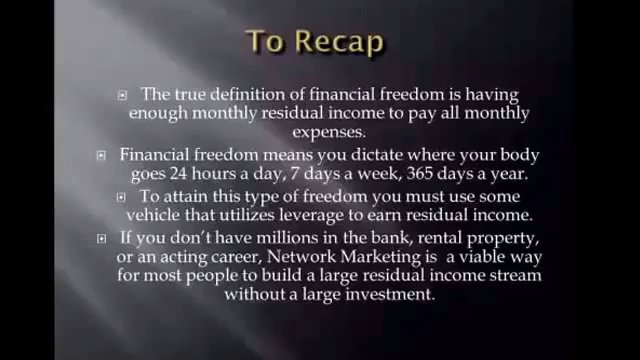 To Recap
The true definition of financial freedom is having
enough monthly residual income to pay all monthly
expenses.
Financial freedom means you dictate where your body
goes 24 hours a day, 7 days a week, 365 days a year.
To attain this type of freedom you must use some
vehicle that utilizes leverage to earn residual income.
If you don’t have millions in the bank, rental property,
or an acting career, Network Marketing is a viable way
for most people to build a large residual income stream
without a large investment.